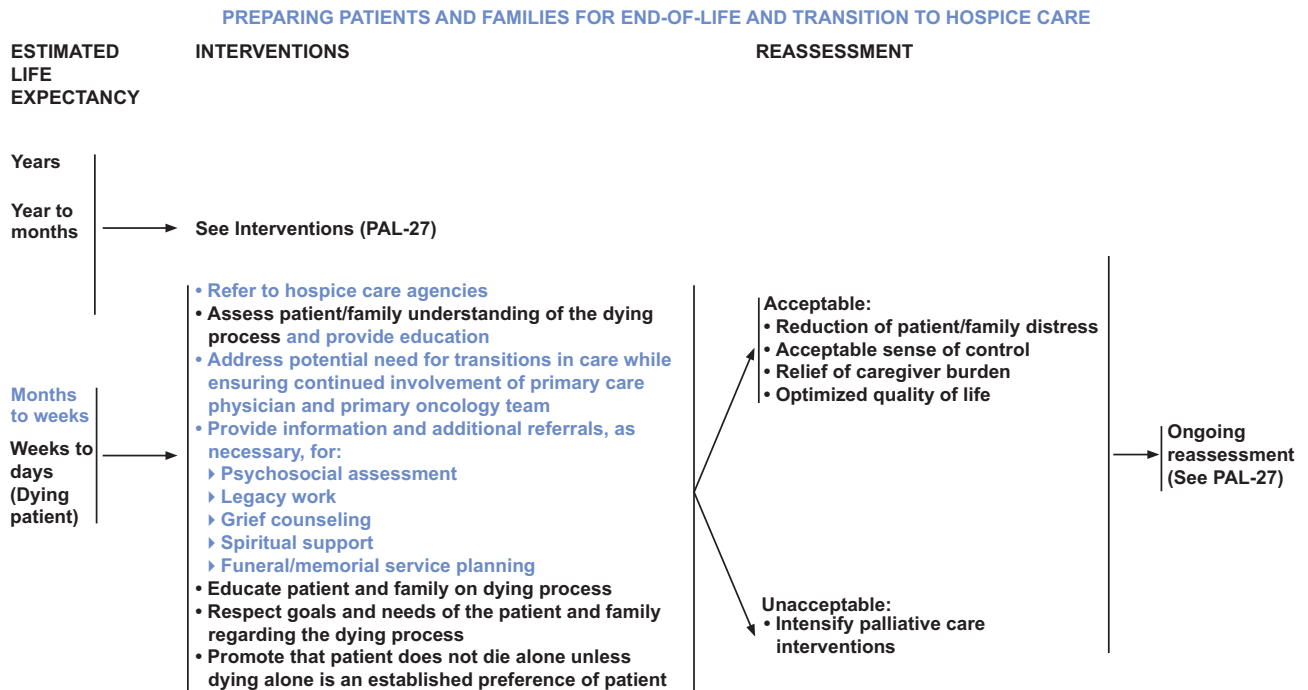 PREPARING PATIENTS AND FAMILIES FOR END-OF-LIFE AND TRANSITION TO HOSPICE CARE
ESTIMATED
LIFE
EXPECTANCY
INTERVENTIONS
REASSESSMENT
Years
Year to
months
See Interventions (PAL-27)
Months
to weeks
Weeks to
days
(Dying
patient)
• Refer to hospice care agencies
• Assess patient/family understanding of the dying
process and provide education
• Address potential need for transitions in care while
ensuring continued involvement of primary care
physician and primary oncology team
• Provide information and additional referrals, as
necessary, for:
▸ Psychosocial assessment
▸ Legacy work
▸ Grief counseling
▸ Spiritual support
▸ Funeral/memorial service planning
• Educate patient and family on dying process
• Respect goals and needs of the patient and family
regarding the dying process
• Promote that patient does not die alone unless
dying alone is an established preference of patient
Acceptable:
• Reduction of patient/family distress
• Acceptable sense of control
• Relief of caregiver burden
• Optimized quality of life
Unacceptable:
• Intensify palliative care
interventions
Ongoing
reassessment
(See PAL-27)